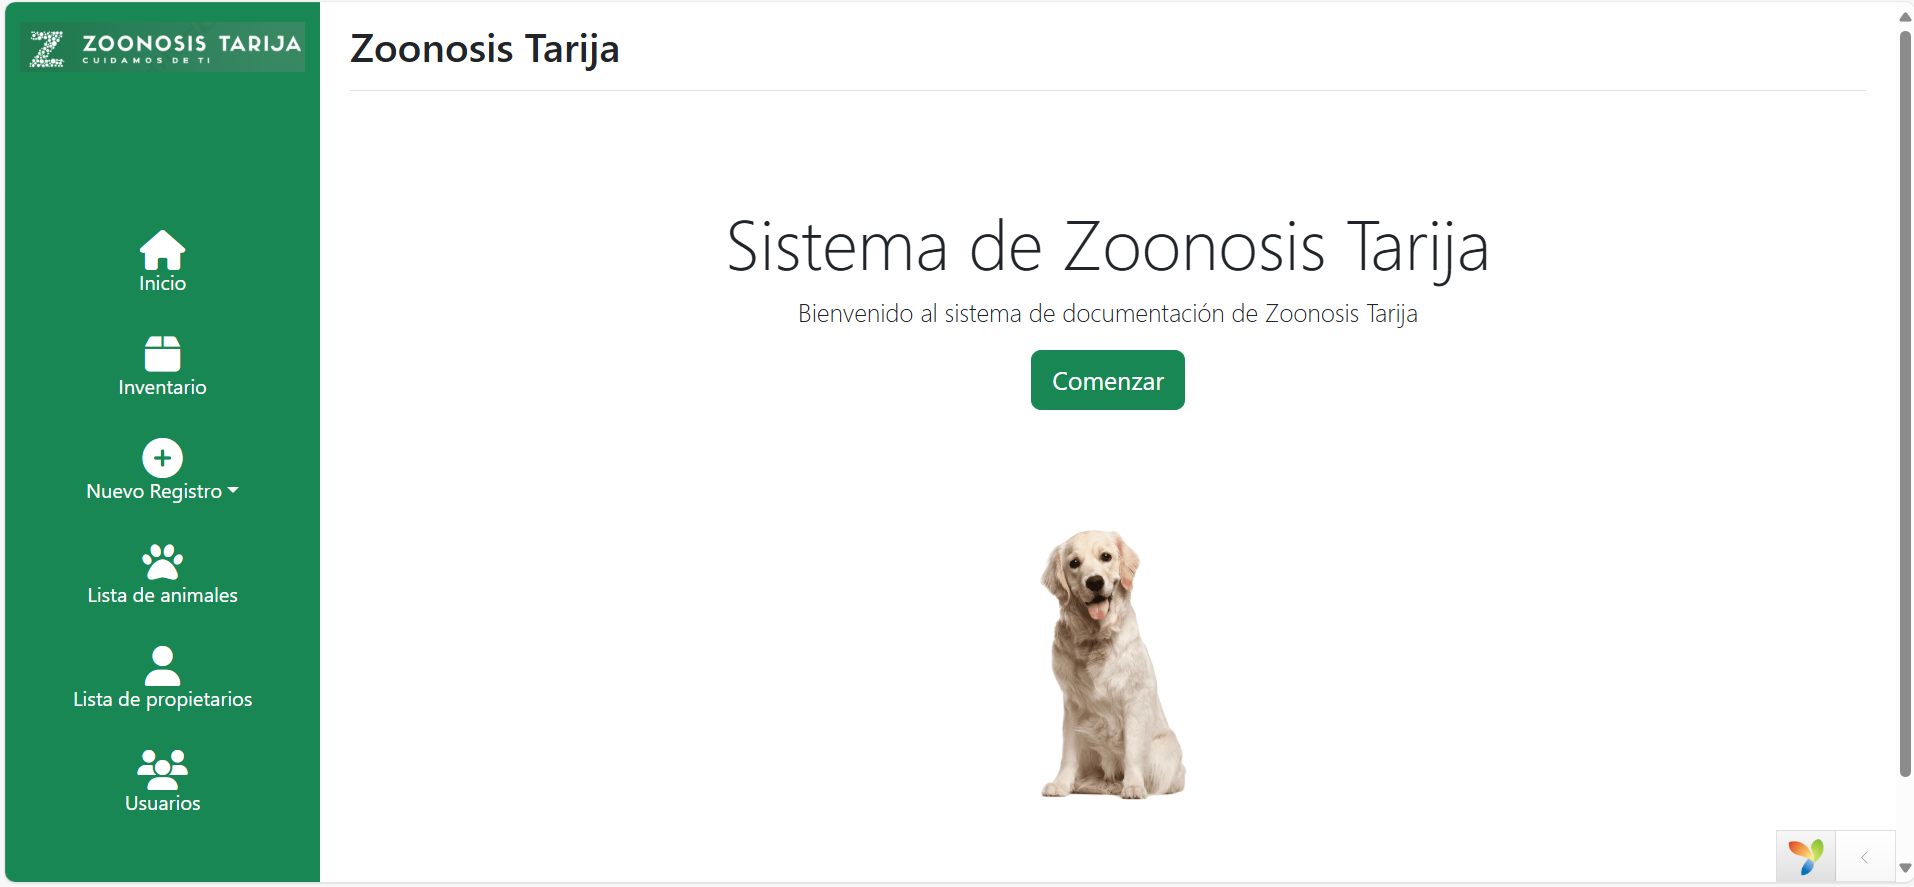 ZOONOSIS TARIJA
CUIDAMOS DE TI
Inicio
Inventario
Nuevo Registro
Lista de animales
Lista de propietarios
Usuarios
Zoonosis Tarija
Sistema de Zoonosis Tarija
Bienvenido al sistema de documentación de Zoonosis Tarija
Comenzar